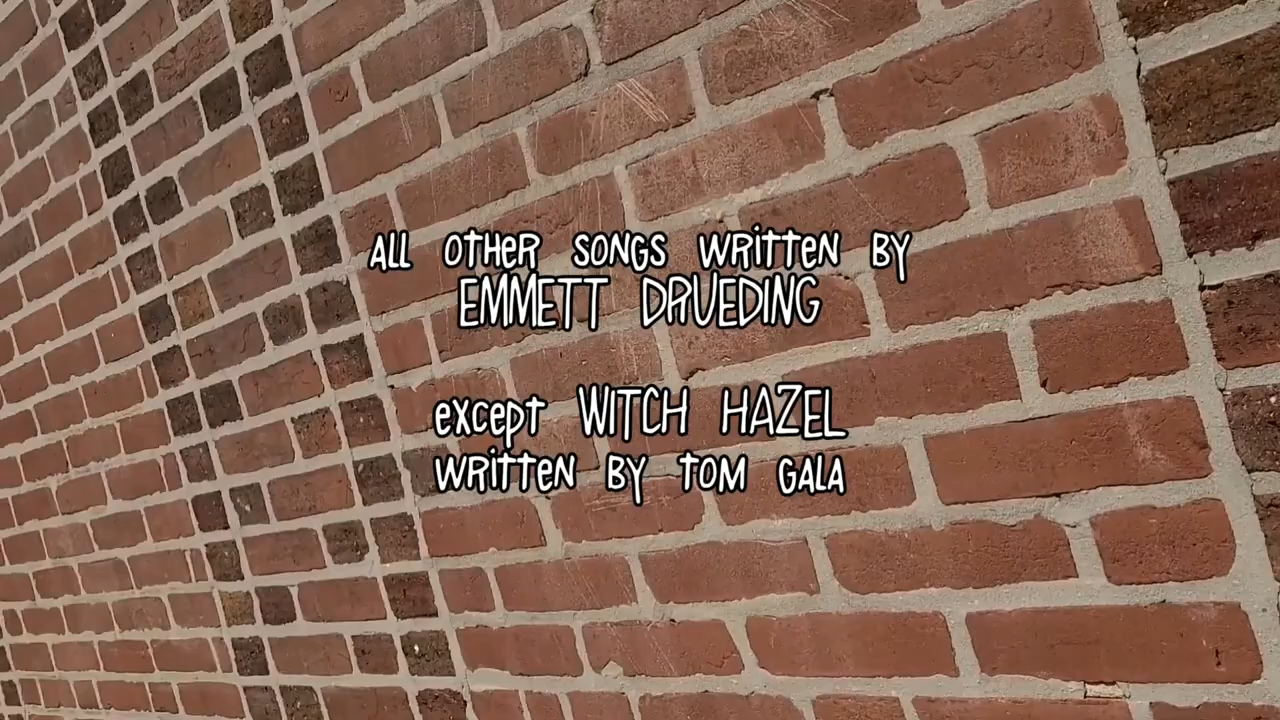 ALL OTHER SONGS WRITTEN BY
EMMETT DRUEDING
except WITCH HAZEL
WRITTEN BY TOM GALA